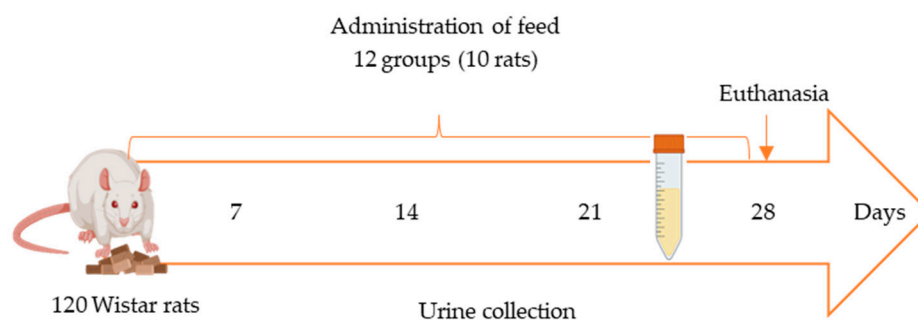 Administration of feed
12 groups (10 rats)
Euthanasia
7 14 21 28 Days
120 Wistar rats
Urine collection